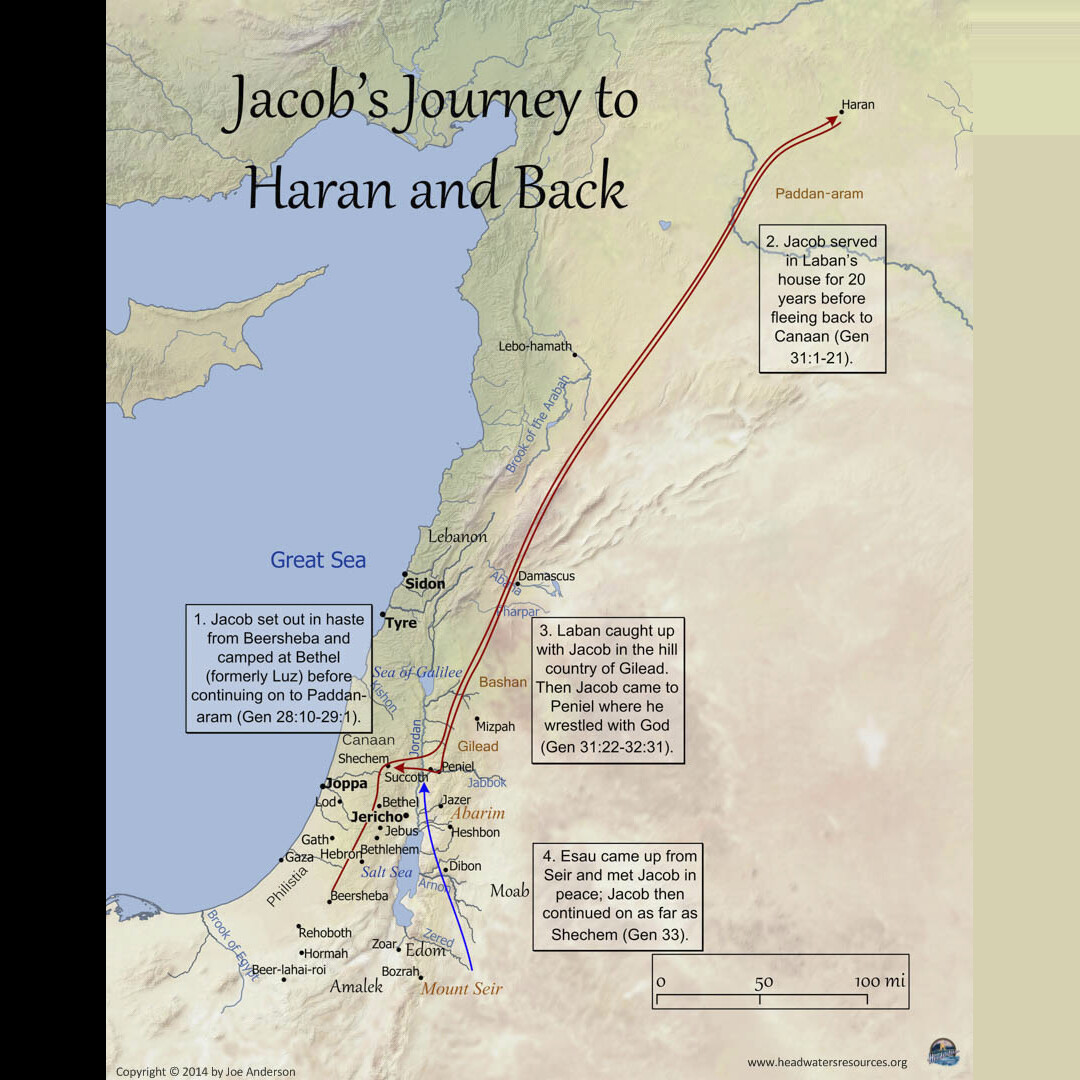 Jacob's Journey to
Haran and Back
Haran
Paddan-aram
2. Jacob served
in Laban's
house for 20
years before
fleeing back to
Canaan (Gen
31:1-21).
Lebo-hamath
Brook of the Arabah
Lebanon
Great Sea
Sidon
Abana
Damascus
Pharpar
Tyre
1. Jacob set out in haste
from Beersheba and
camped at Bethel
(formerly Luz) before
continuing on to Paddan-
aram (Gen 28:10-29:1).
3. Laban caught up
with Jacob in the hill
country of Gilead.
Then Jacob came to
Peniel where he
wrestled with God
(Gen 31:22-32:31).
Sea of Galilee
Kishon
Bashan
Mizpah
Jordan
Canaan
Gilead
Shechem
Peniel
Succoth
Jabbok
Joppa
Lod
Bethel
Jazer
Jericho
Abarim
Jebus
Heshbon
Gath
Bethlehem
Hebron
Gaza
Salt Sea
Dibon
Philistia
Arnon
Moab
Beersheba
4. Esau came up from
Seir and met Jacob in
peace; Jacob then
continued on as far as
Shechem (Gen 33).
Brook of Egypt
Rehoboth
Zered
Zoar
Edom
Hormah
Beer-lahai-roi
Bozrah
Amalek
Mount Seir
0 50 100 mi
www.headwatersresources.org
Copyright © 2014 by Joe Anderson